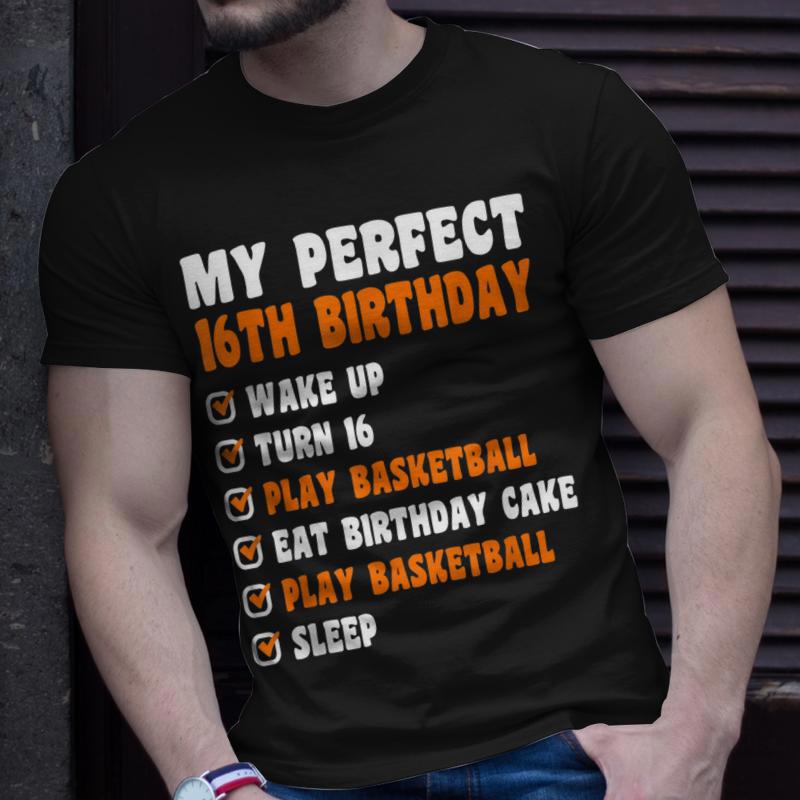 MY PERFECT
16TH BIRTHDAY
WAKE UP
TURN 16
PLAY BASKETBALL
EAT BIRTHDAY CAKE
PLAY BASKETBALL
SLEEP